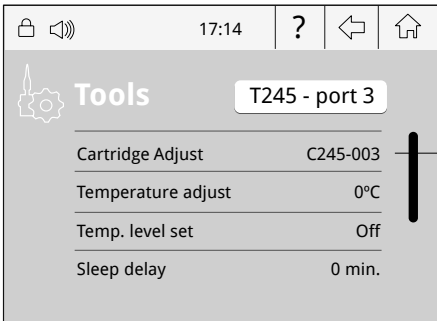 17:14 ?
Tools T245 - port 3
Cartridge Adjust C245-003
Temperature adjust 0ºC
Temp. level set Off
Sleep delay 0 min.